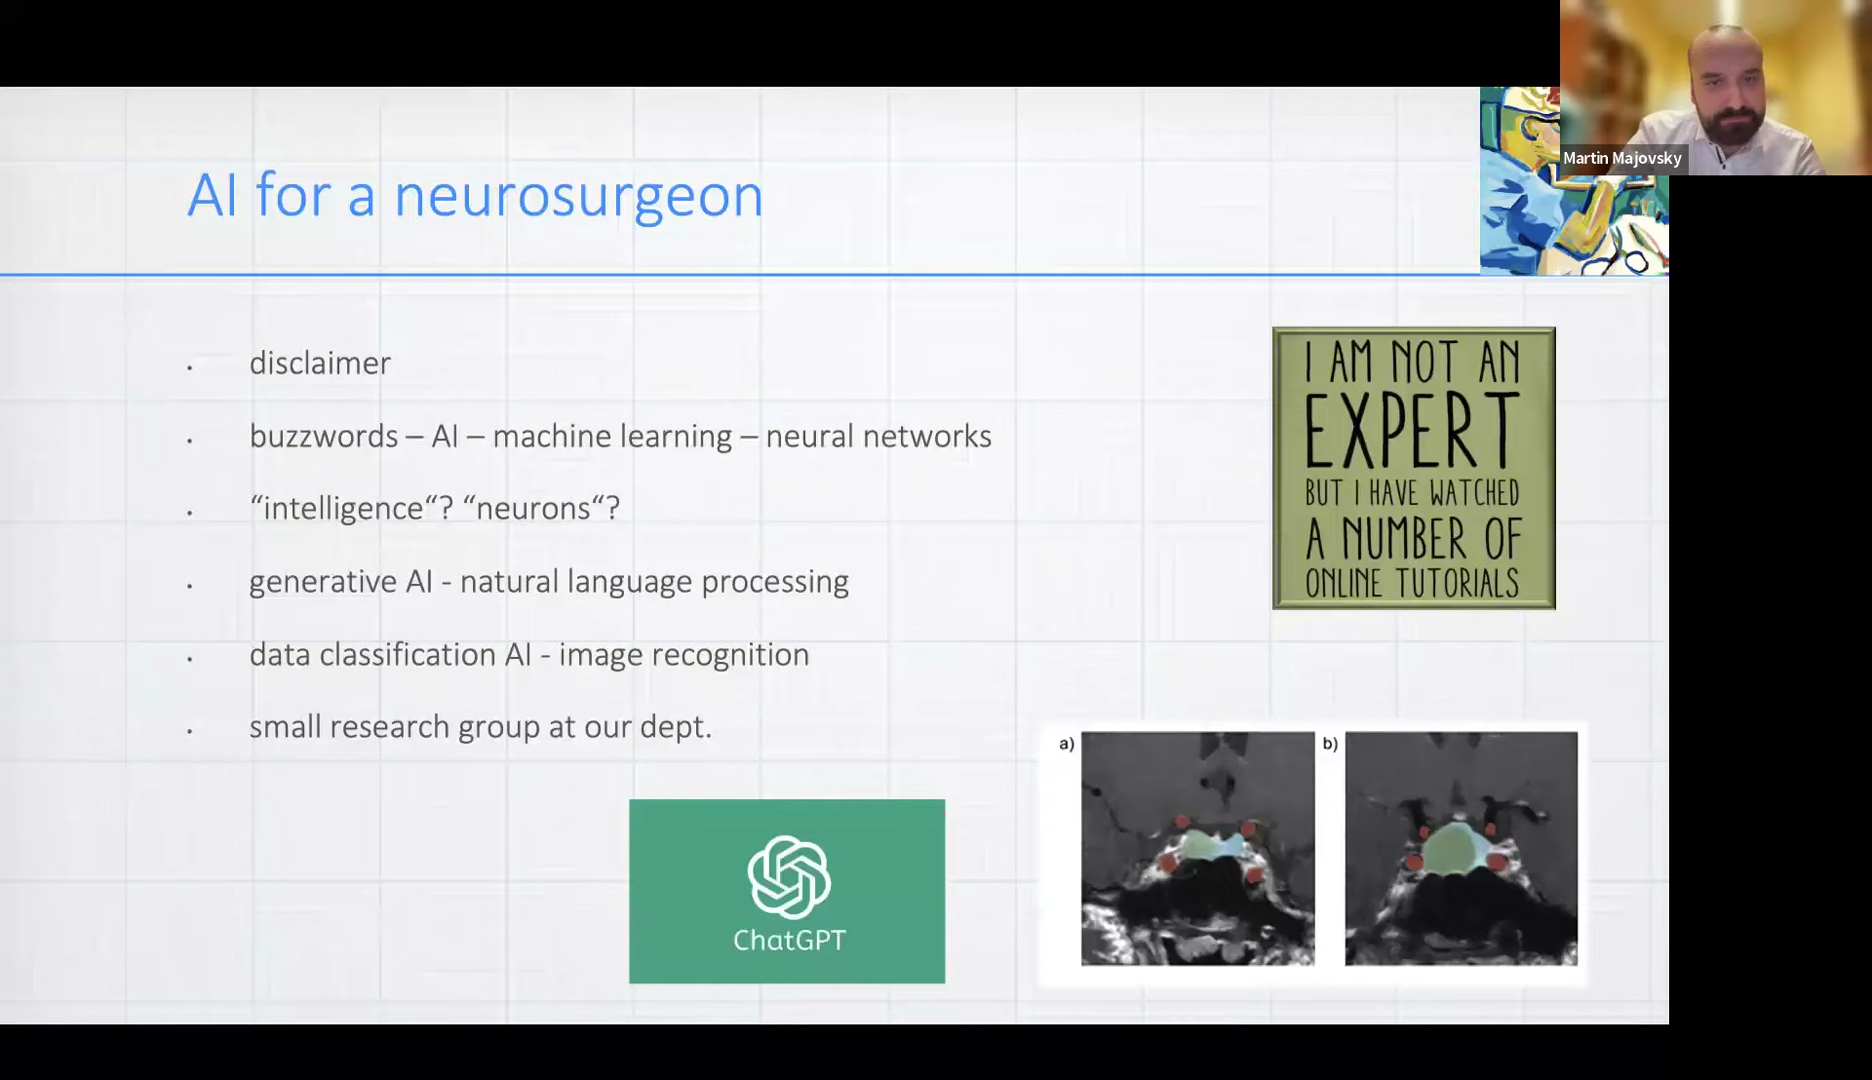 Martin Majovsky
AI for a neurosurgeon
disclaimer
buzzwords – AI – machine learning – neural networks
“intelligence“? “neurons“?
generative AI - natural language processing
data classification AI - image recognition
small research group at our dept.
I AM NOT AN
EXPERT
BUT I HAVE WATCHED
A NUMBER OF
ONLINE TUTORIALS
ChatGPT
a)
b)